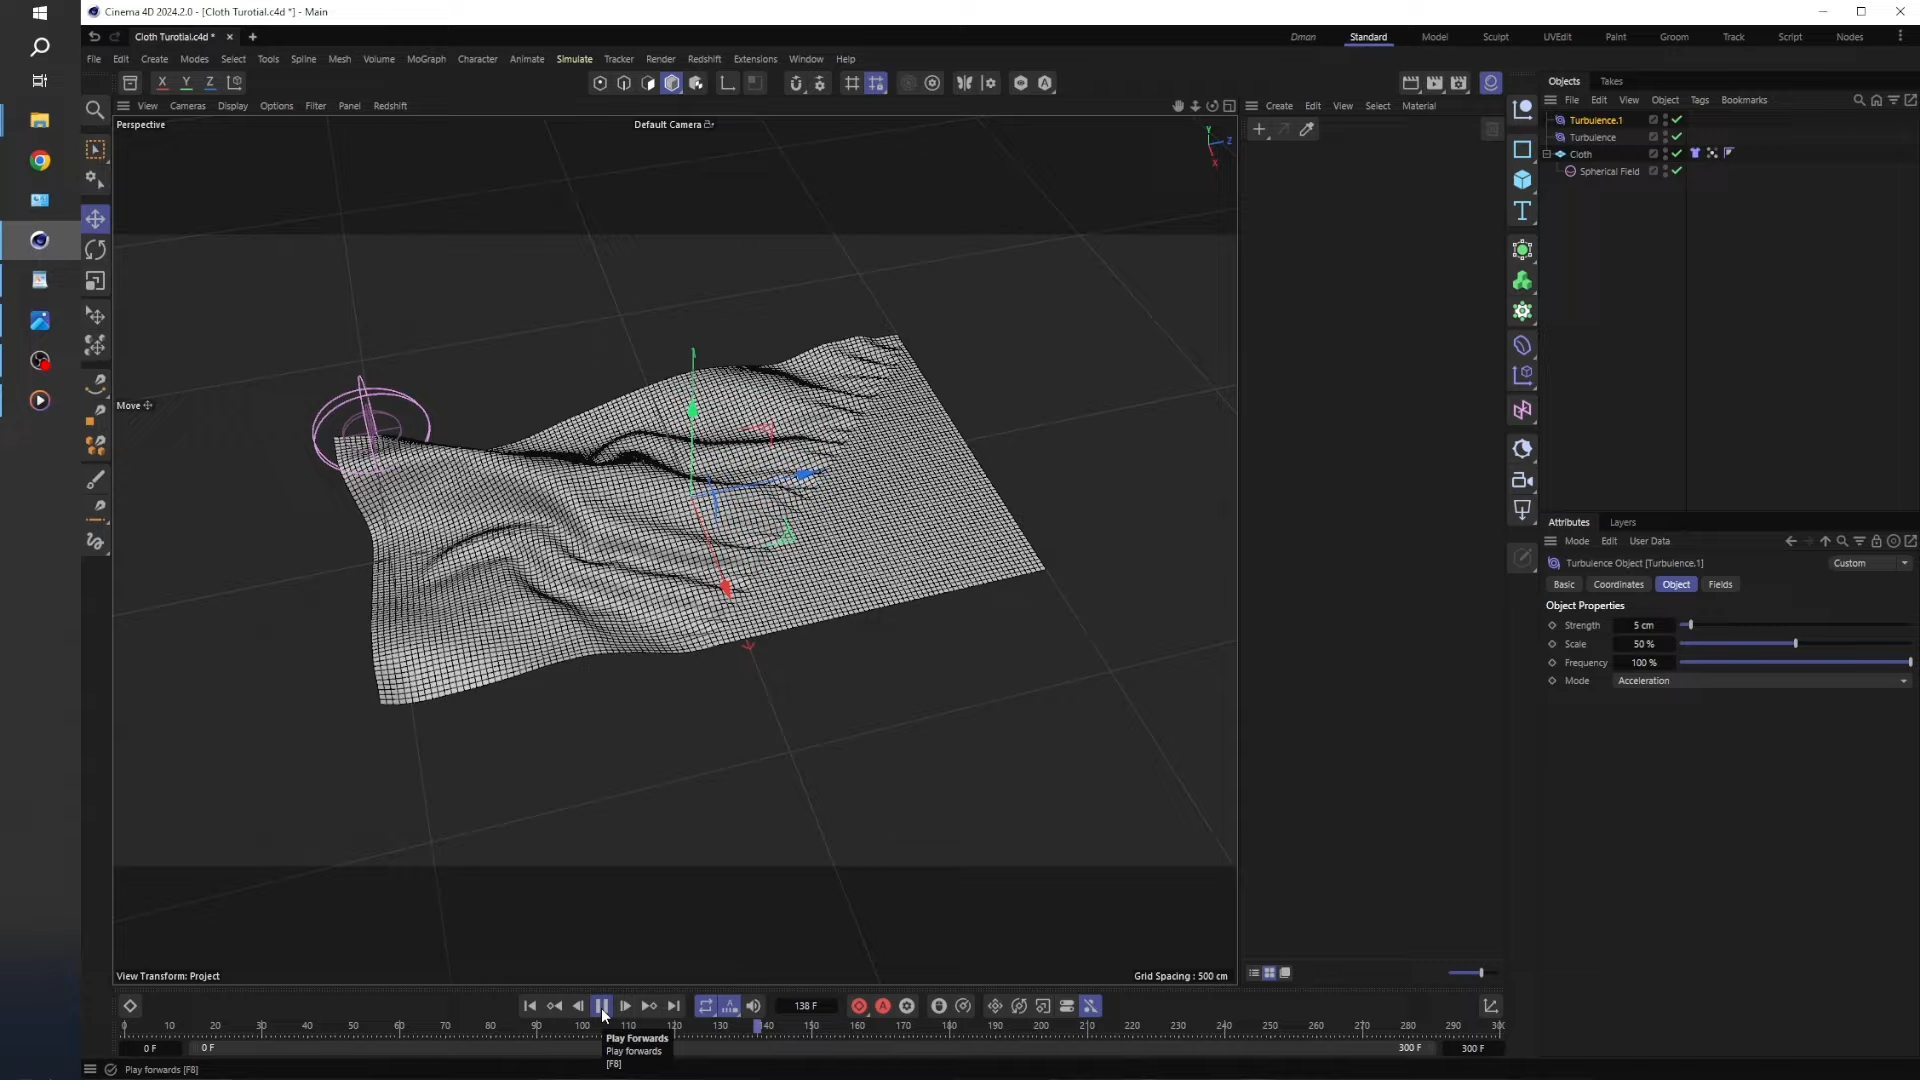 Cinema 4D 2024.2.0 - [Cloth Turotial.c4d *] - Main
Cloth Turotial.c4d *
Dman Standard Model Sculpt UVEdit Paint Groom Track Script Nodes
File Edit Create Modes Select Tools Spline Mesh Volume MoGraph Character Animate Simulate Tracker Render Redshift Extensions Window Help
X Y Z
Objects Takes
File Edit View Object Tags Bookmarks
View Cameras Display Options Filter Panel Redshift
Create Edit View Select Material
Perspective
Default Camera
Y
Z
X
Turbulence.1
Turbulence
Cloth
Spherical Field
Move
Attributes Layers
Mode Edit User Data
Turbulence Object [Turbulence.1]
Custom
Basic Coordinates Object Fields
Object Properties
Strength 5 cm
Scale 50 %
Frequency 100 %
Mode Acceleration
View Transform: Project
Grid Spacing : 500 cm
138 F
0 10 20 30 40 50 60 70 80 90 100 110 120 130 40 150 160 170 180 190 200 210 220 230 240 250 260 270 280 290 30
0 F 0 F 300 F 300 F
Play Forwards
Play forwards
[F8]
Play forwards [F8]